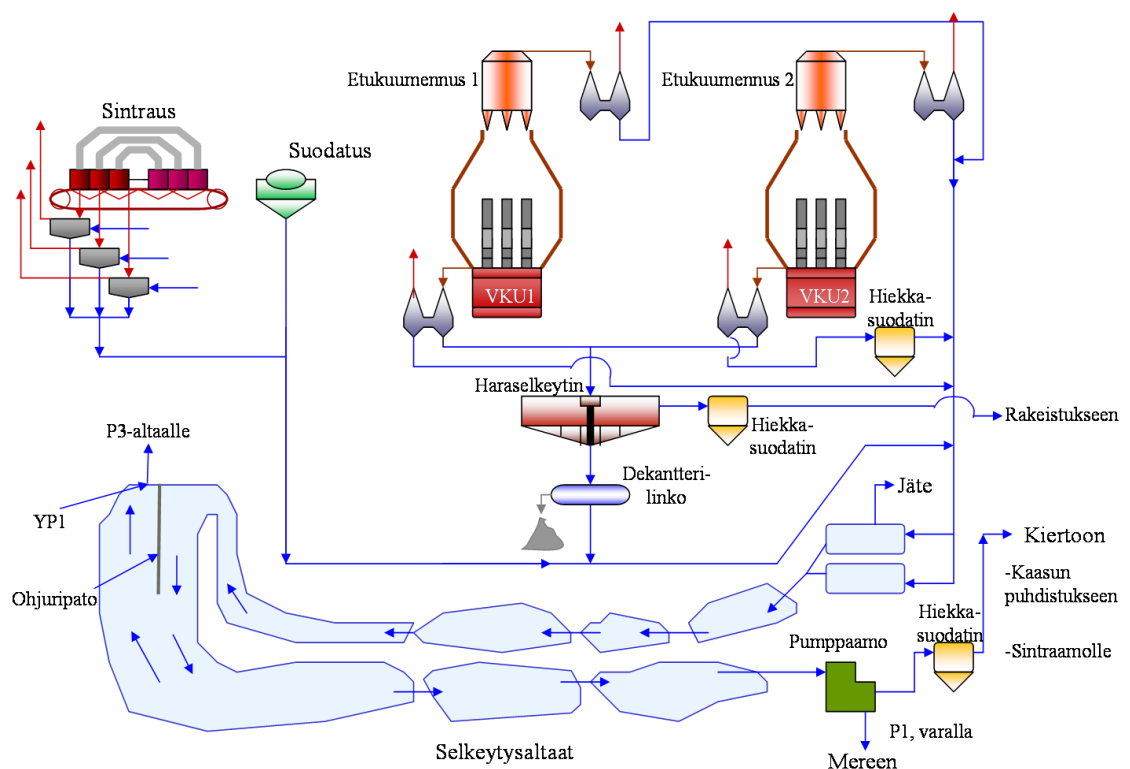 Etukuumennus 1
Etukuumennus 2
Sintraus
Suodatus
VKU1
VKU2
Hiekka-
suodatin
Haraselkeytin
Hiekka-
suodatin
Rakeistukseen
P3-altaalle
Dekantteri-
linko
Jäte
YP1
Kiertoon
-Kaasun
puhdistukseen
Ohjuripato
Hiekka-
suodatin
Pumppaamo
-Sintraamolle
P1, varalla
Selkeytysaltaat
Mereen